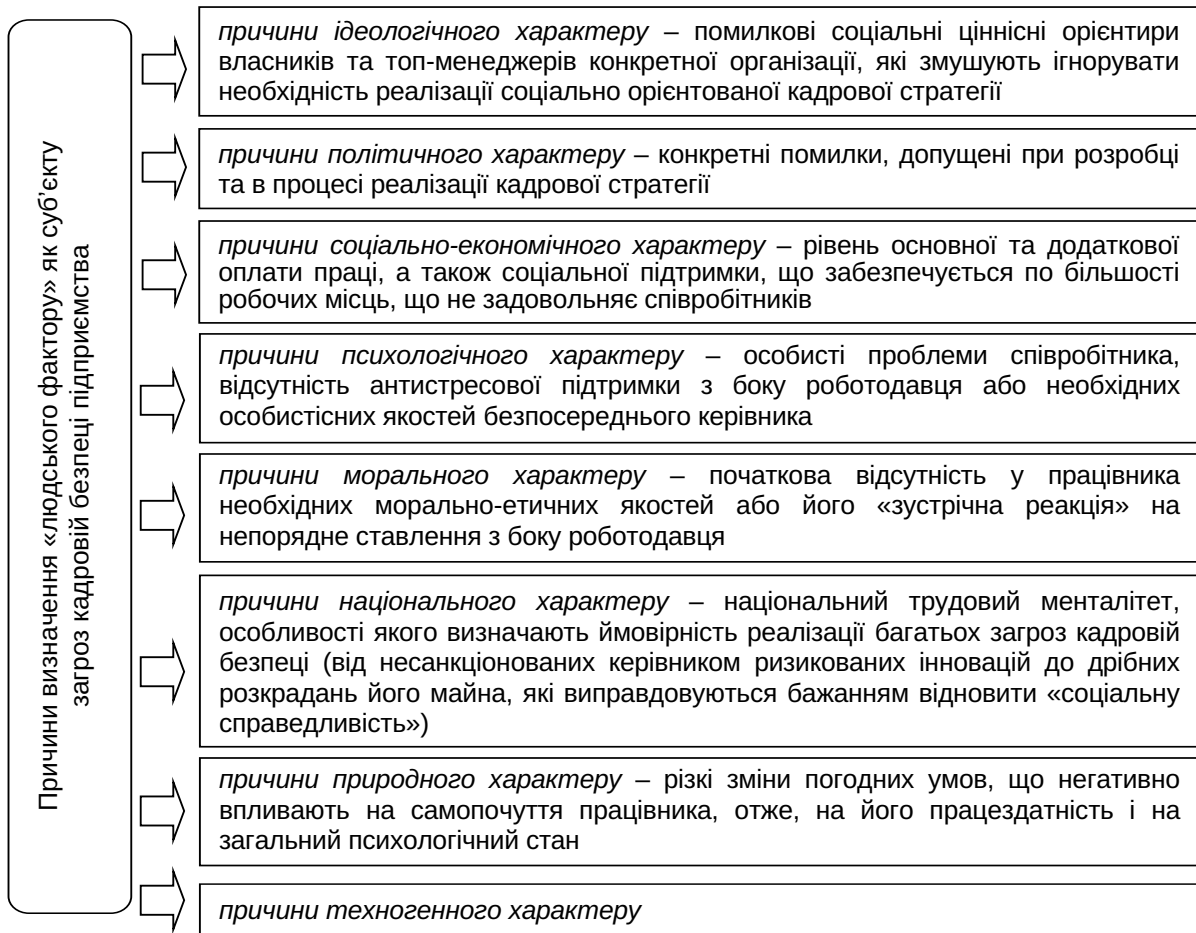 Причини визначення «людського фактору» як суб’єкту
загроз кадровій безпеці підприємства
причини ідеологічного характеру – помилкові соціальні ціннісні орієнтири
власників та топ-менеджерів конкретної організації, які змушують ігнорувати
необхідність реалізації соціально орієнтованої кадрової стратегії
причини політичного характеру – конкретні помилки, допущені при розробці
та в процесі реалізації кадрової стратегії
причини соціально-економічного характеру – рівень основної та додаткової
оплати праці, а також соціальної підтримки, що забезпечується по більшості
робочих місць, що не задовольняє співробітників
причини психологічного характеру – особисті проблеми співробітника,
відсутність антистресової підтримки з боку роботодавця або необхідних
особистісних якостей безпосереднього керівника
причини морального характеру – початкова відсутність у працівника
необхідних морально-етичних якостей або його «зустрічна реакція» на
непорядне ставлення з боку роботодавця
причини національного характеру – національний трудовий менталітет,
особливості якого визначають ймовірність реалізації багатьох загроз кадровій
безпеці (від несанкціонованих керівником ризикованих інновацій до дрібних
розкрадань його майна, які виправдовуються бажанням відновити «соціальну
справедливість»)
причини природного характеру – різкі зміни погодних умов, що негативно
впливають на самопочуття працівника, отже, на його працездатність і на
загальний психологічний стан
причини техногенного характеру